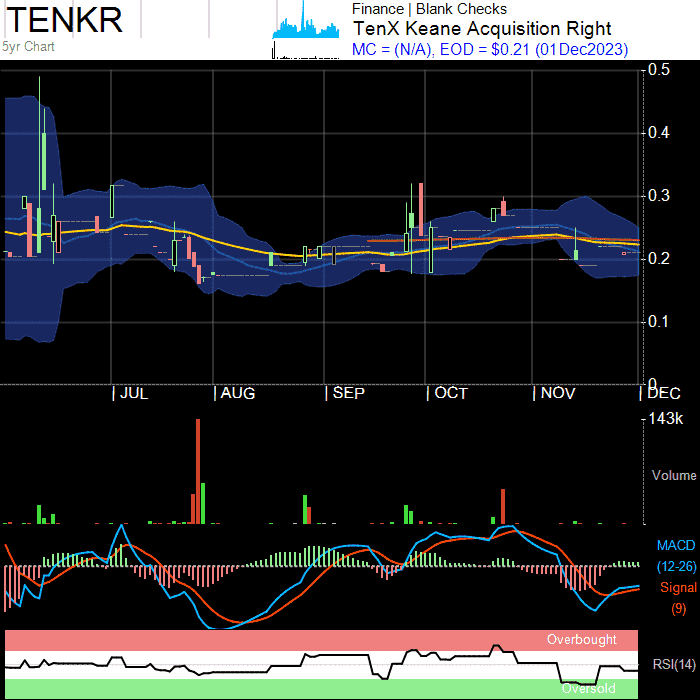 TENKR
5yr Chart
Finance | Blank Checks
TenX Keane Acquisition Right
MC = (N/A), EOD = $0.21 (01Dec2023)
0.5
0.4
0.3
0.2
0.1
0
JUL
AUG
SEP
OCT
NOV
DEC
143k
Volume
MACD
(12-26)
Signal
(9)
Overbought
RSI(14)
Oversold